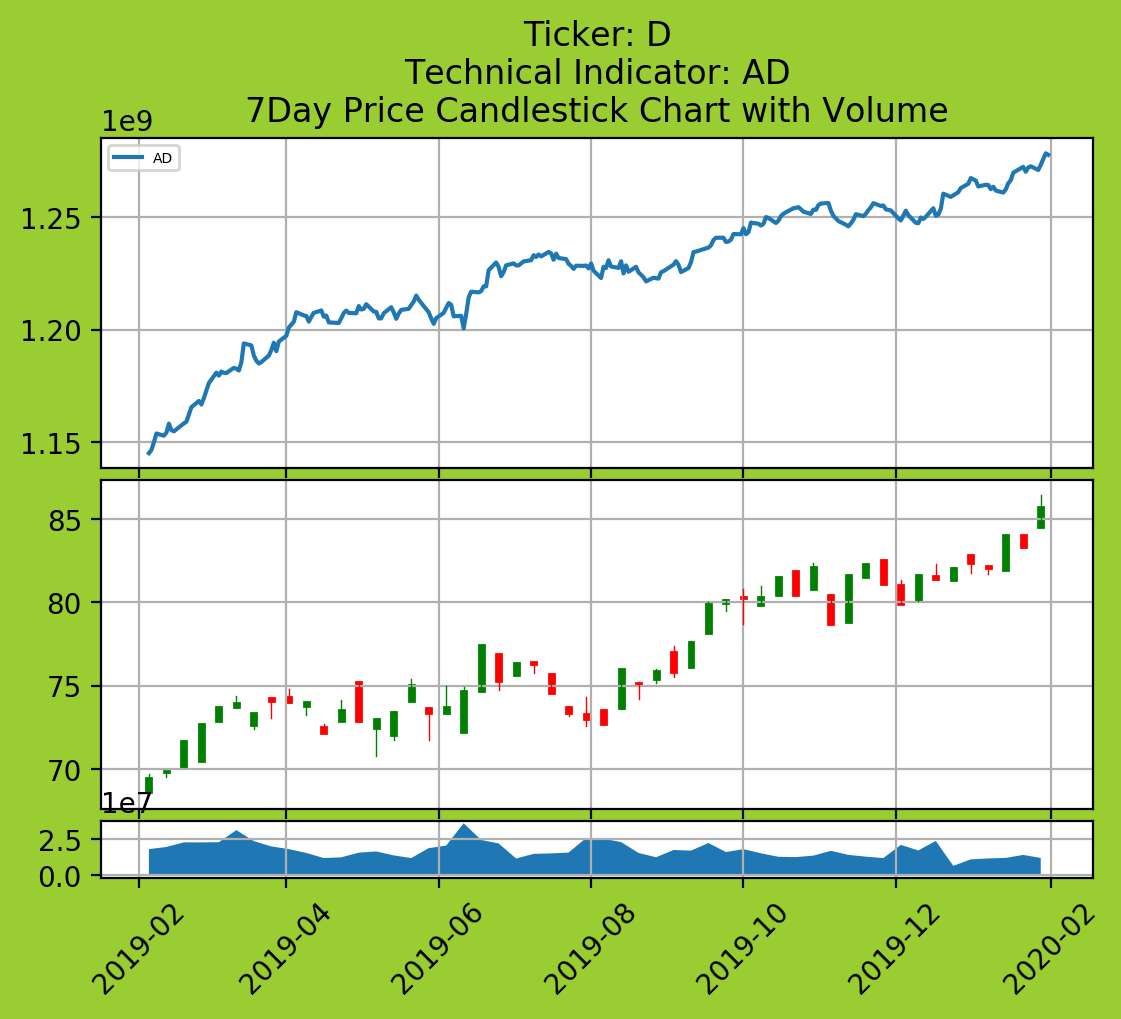 Ticker: D
Technical Indicator: AD
7Day Price Candlestick Chart with Volume
1e9
AD
1.25
1.20
1.15
85
80
75
70
1e7
2.5
0.0
2019-02
2019-04
2019-06
2019-08
2019-10
2019-12
2020-02